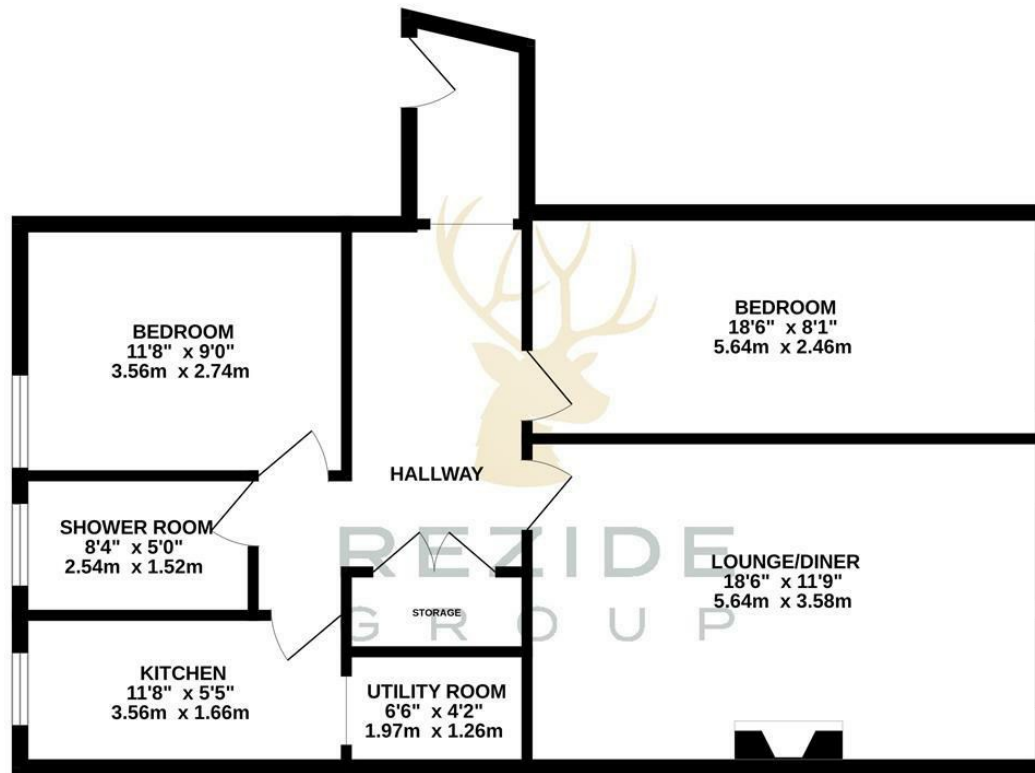 BEDROOM
11'8" x 9'0"
3.56m x 2.74m
BEDROOM
18'6" x 8'1"
5.64m x 2.46m
HALLWAY
SHOWER ROOM
8'4" x 5'0"
2.54m x 1.52m
REZIDE
GROUP
LOUNGE/DINER
18'6" x 11'9"
5.64m x 3.58m
STORAGE
KITCHEN
11'8" x 5'5"
3.56m x 1.66m
UTILITY ROOM
6'6" x 4'2"
1.97m x 1.26m